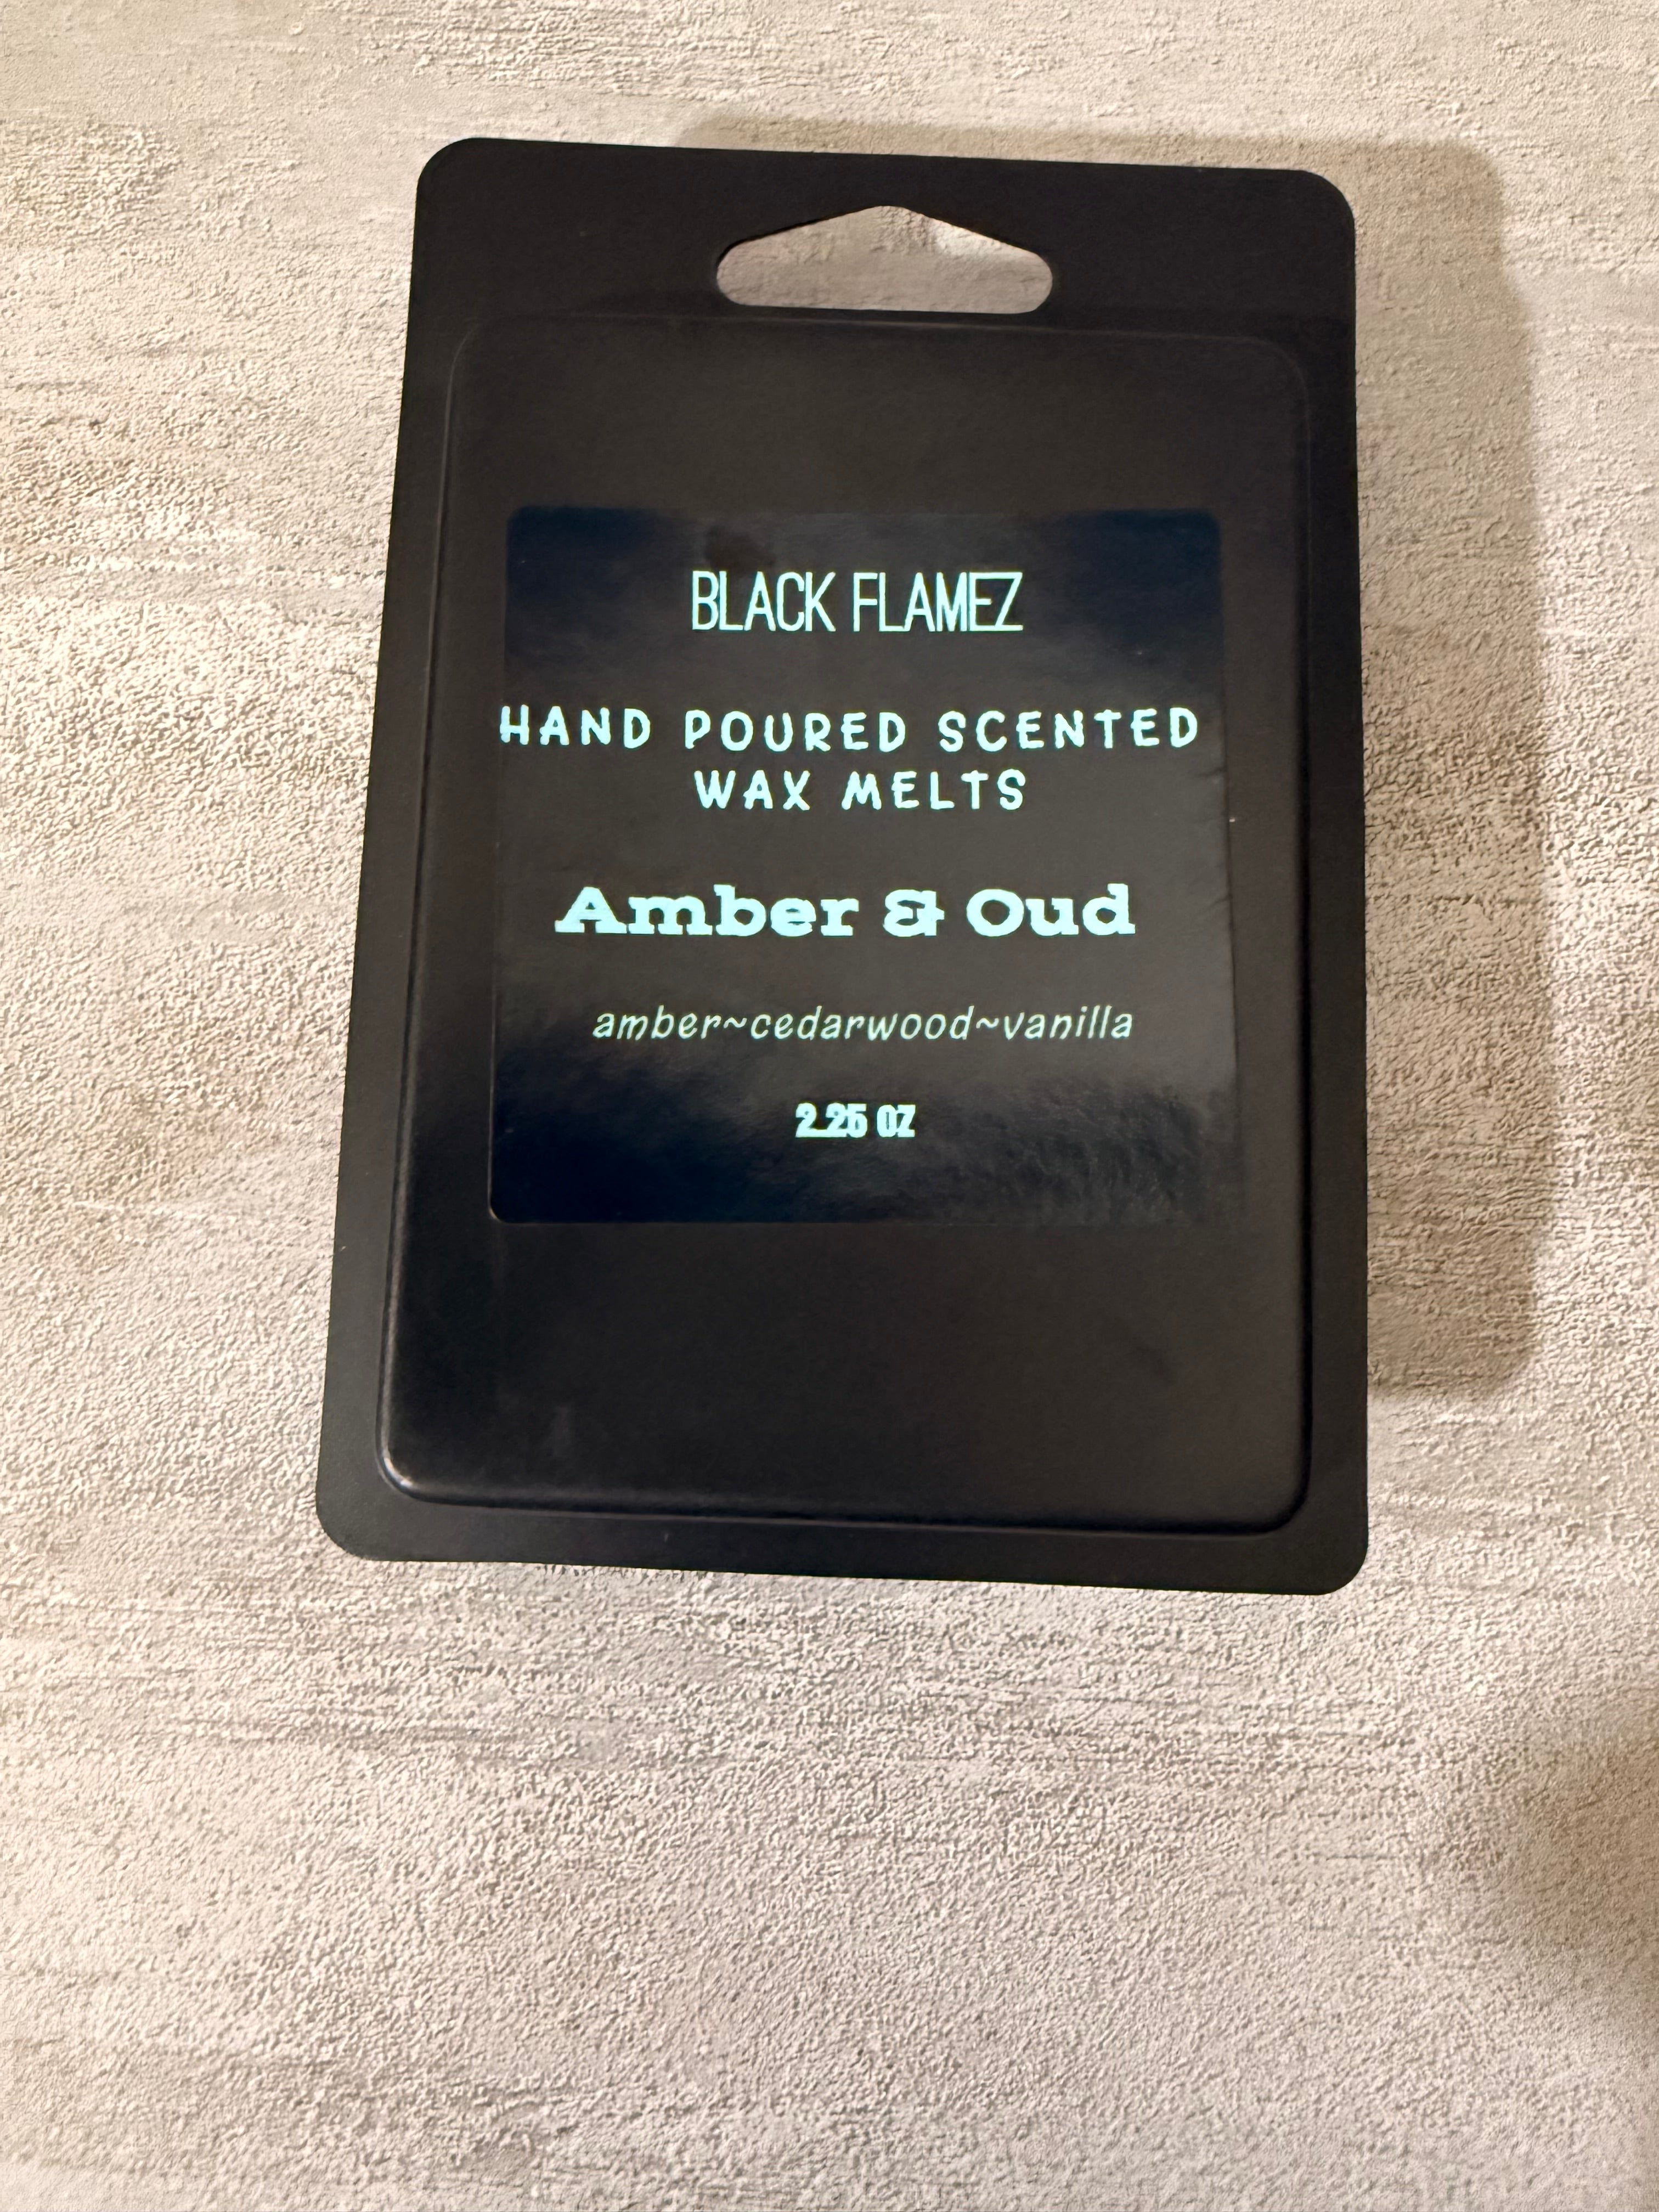 BLACK FLAMEZ
HAND POURED SCENTED
WAX MELTS
Amber & Oud
amber~cedarwood~vanilla
2.25 OZ